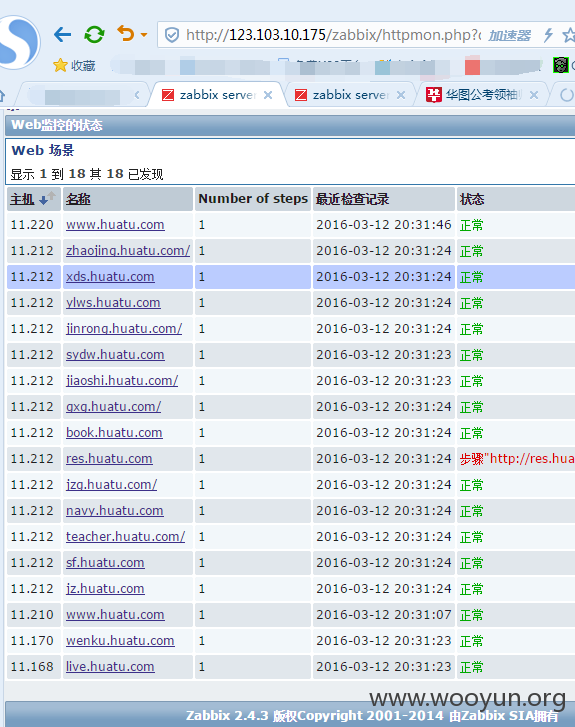 http://123.103.10.175/zabbix/httpmon.php?c 加速器
收藏
zabbix server
zabbix server
华图公考领袖
Web监控的状态
Web 场景
显示 1 到 18 其 18 已发现
主机 名称 Number of steps 最近检查记录 状态
11.220 www.huatu.com 1 2016-03-12 20:31:46 正常
11.212 zhaojing.huatu.com/ 1 2016-03-12 20:31:24 正常
11.212 xds.huatu.com 1 2016-03-12 20:31:24 正常
11.212 ylws.huatu.com 1 2016-03-12 20:31:24 正常
11.212 jinrong.huatu.com/ 1 2016-03-12 20:31:24 正常
11.212 sydw.huatu.com 1 2016-03-12 20:31:23 正常
11.212 jiaoshi.huatu.com/ 1 2016-03-12 20:31:23 正常
11.212 gxg.huatu.com/ 1 2016-03-12 20:31:24 正常
11.212 book.huatu.com 1 2016-03-12 20:31:24 正常
11.212 res.huatu.com 1 2016-03-12 20:31:24 步骤"http://res.hua
11.212 jzg.huatu.com/ 1 2016-03-12 20:31:24 正常
11.212 navy.huatu.com 1 2016-03-12 20:31:24 正常
11.212 teacher.huatu.com/ 1 2016-03-12 20:31:24 正常
11.212 sf.huatu.com 1 2016-03-12 20:31:24 正常
11.212 jz.huatu.com 1 2016-03-12 20:31:24 正常
11.210 www.huatu.com 1 2016-03-12 20:31:07 正常
11.170 wenku.huatu.com 1 2016-03-12 20:31:23 正常
11.168 live.huatu.com 1 2016-03-12 20:31:23 正常
www.wooyun.org
Zabbix 2.4.3 版权Copyright 2001-2014 由Zabbix SIA拥有